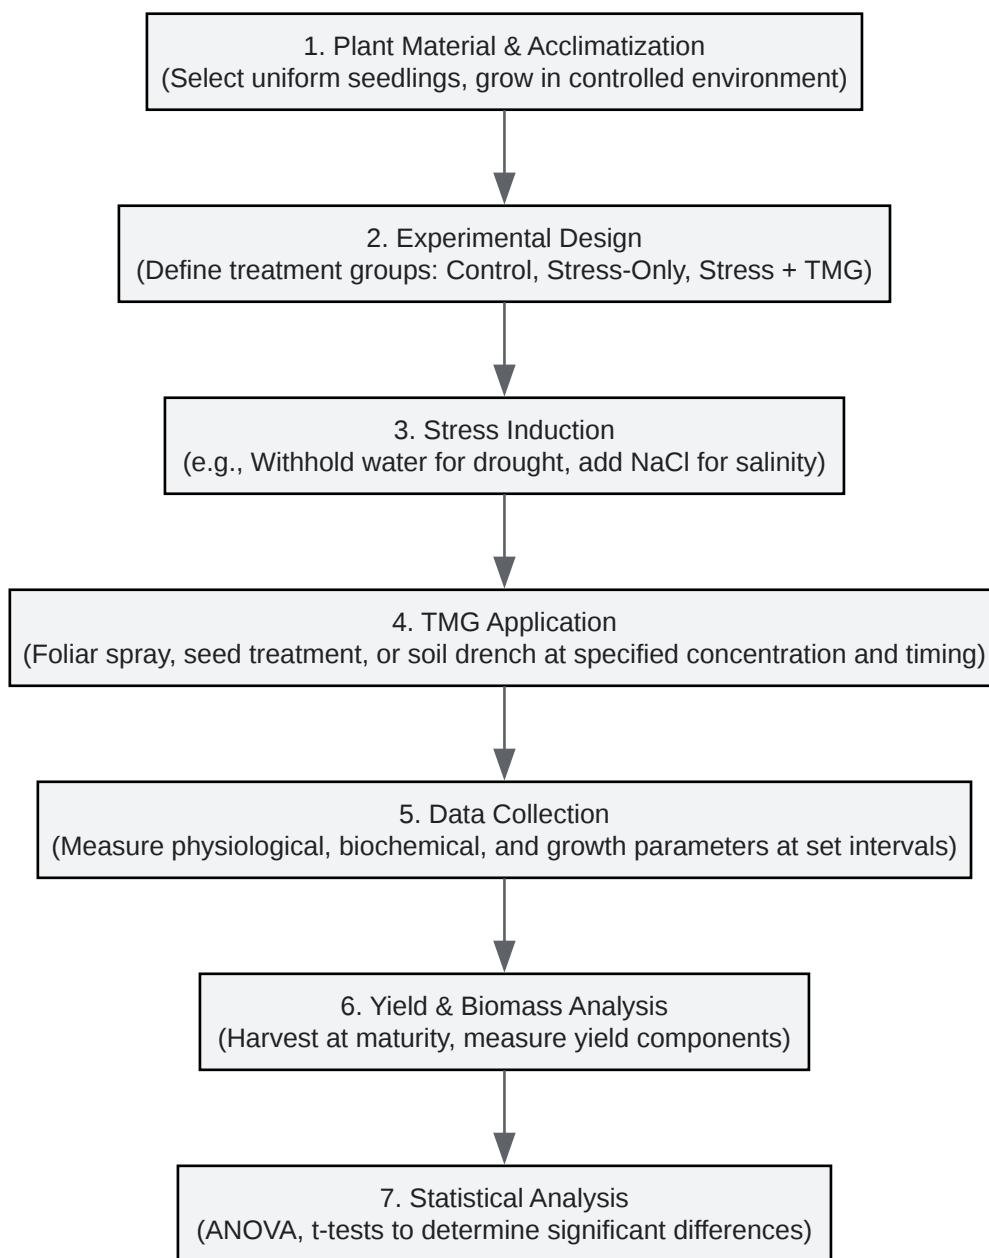 1. Plant Material & Acclimatization
(Select uniform seedlings, grow in controlled environment)
2. Experimental Design
(Define treatment groups: Control, Stress-Only, Stress + TMG)
3. Stress Induction
(e.g., Withhold water for drought, add NaCl for salinity)
4. TMG Application
(Foliar spray, seed treatment, or soil drench at specified concentration and timing)
5. Data Collection
(Measure physiological, biochemical, and growth parameters at set intervals)
6. Yield & Biomass Analysis
(Harvest at maturity, measure yield components)
7. Statistical Analysis
(ANOVA, t-tests to determine significant differences)